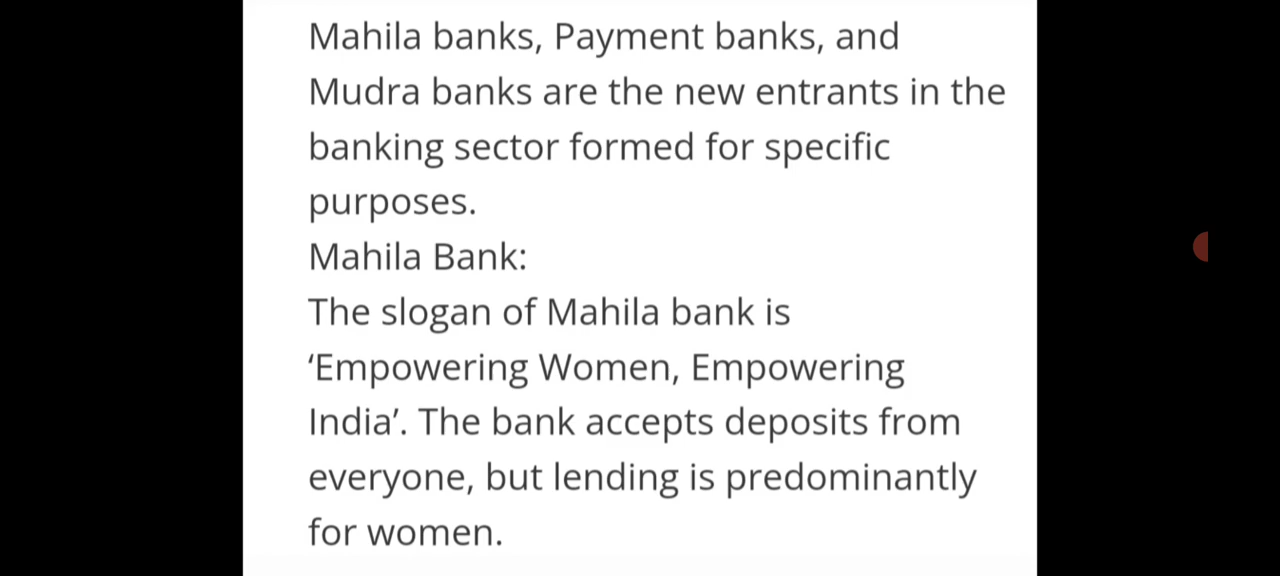 Mahila banks, Payment banks, and
Mudra banks are the new entrants in the
banking sector formed for specific
purposes.
Mahila Bank:
The slogan of Mahila bank is
‘Empowering Women, Empowering
India’. The bank accepts deposits from
everyone, but lending is predominantly
for women.